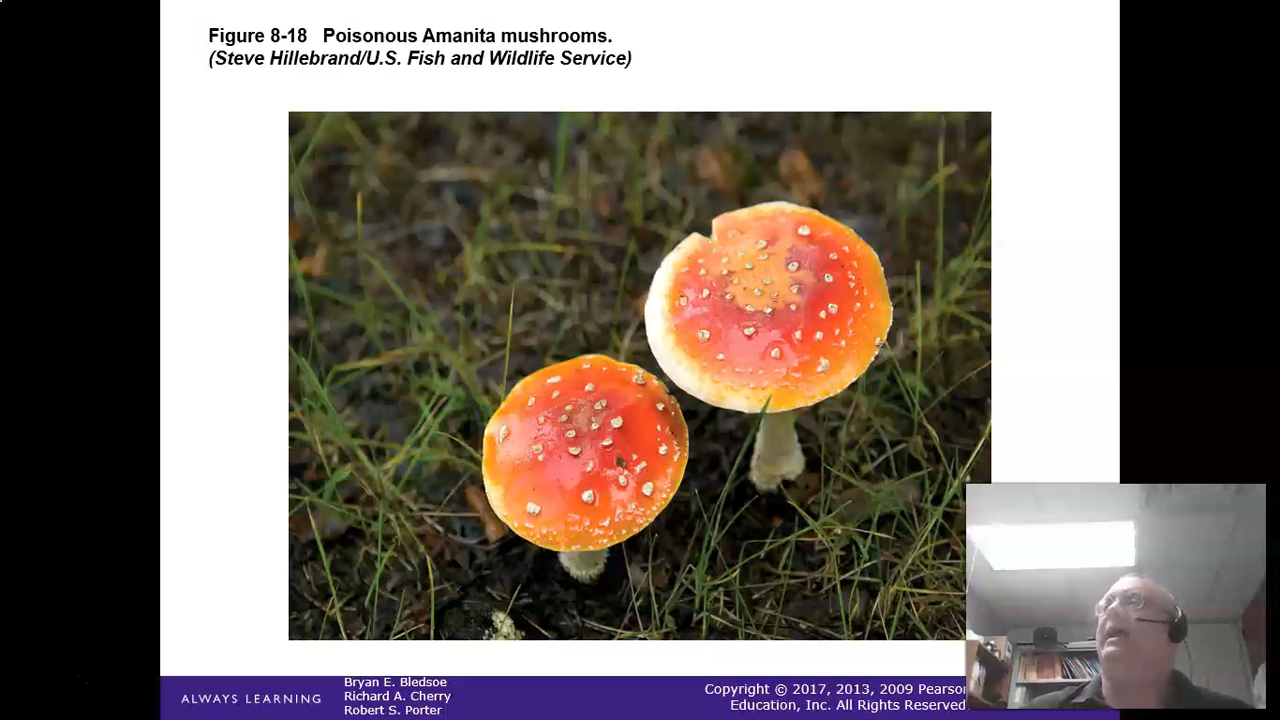 Figure 8-18 Poisonous Amanita mushrooms.
(Steve Hillebrand/U.S. Fish and Wildlife Service)
ALWAYS LEARNING
Bryan E. Bledsoe
Richard A. Cherry
Robert S. Porter
Copyright © 2017, 2013, 2009 Pearson
Education, Inc. All Rights Reserved